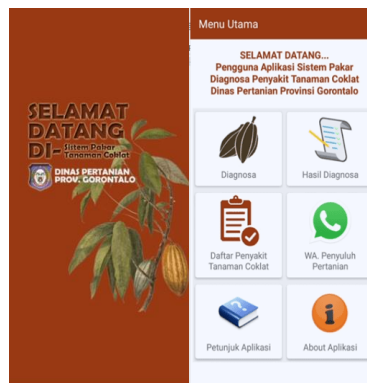 SELAMAT
DATANG
DI- Sistem Pakar
Tanaman Coklat
DINAS PERTANIAN
PROV. GORONTALO
Menu Utama
SELAMAT DATANG...
Pengguna Aplikasi Sistem Pakar
Diagnosa Penyakit Tanaman Coklat
Dinas Pertanian Provinsi Gorontalo
Diagnosa
Hasil Diagnosa
Daftar Penyakit
Tanaman Coklat
WA. Penyuluh
Pertanian
Petunjuk Aplikasi
About Aplikasi